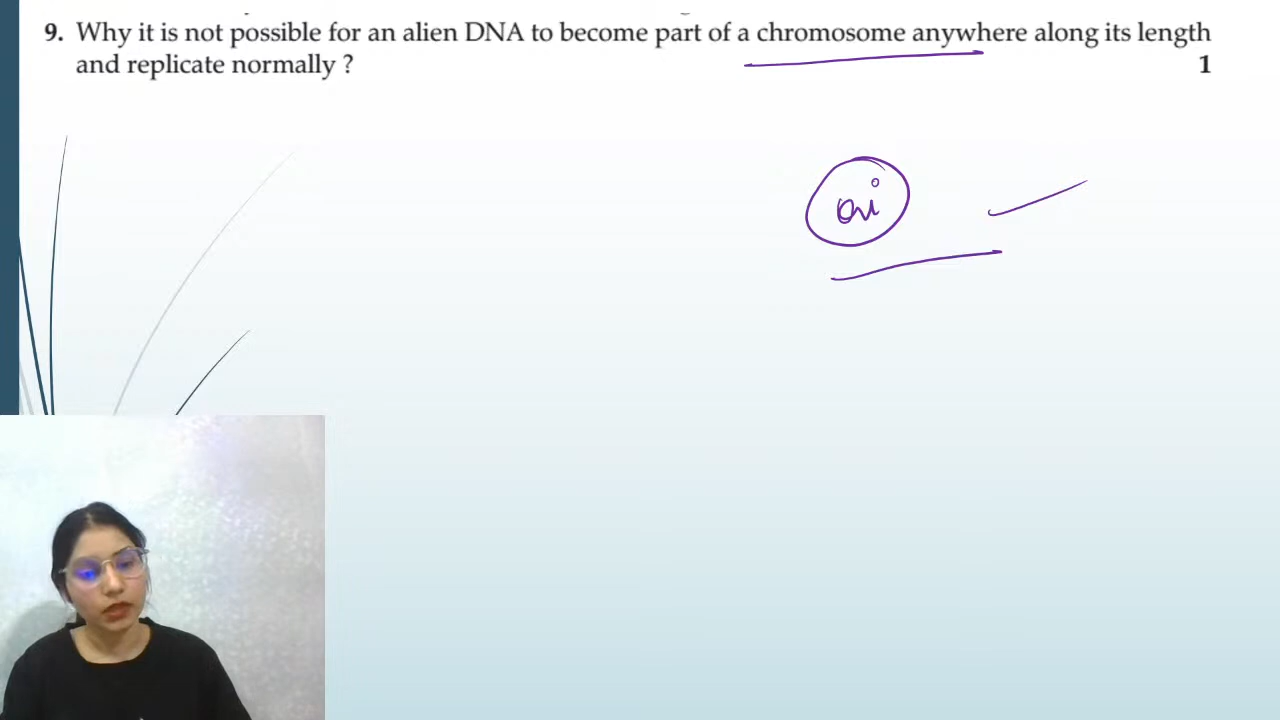 9. Why it is not possible for an alien DNA to become part of a chromosome anywhere along its length
and replicate normally ? 1
ori